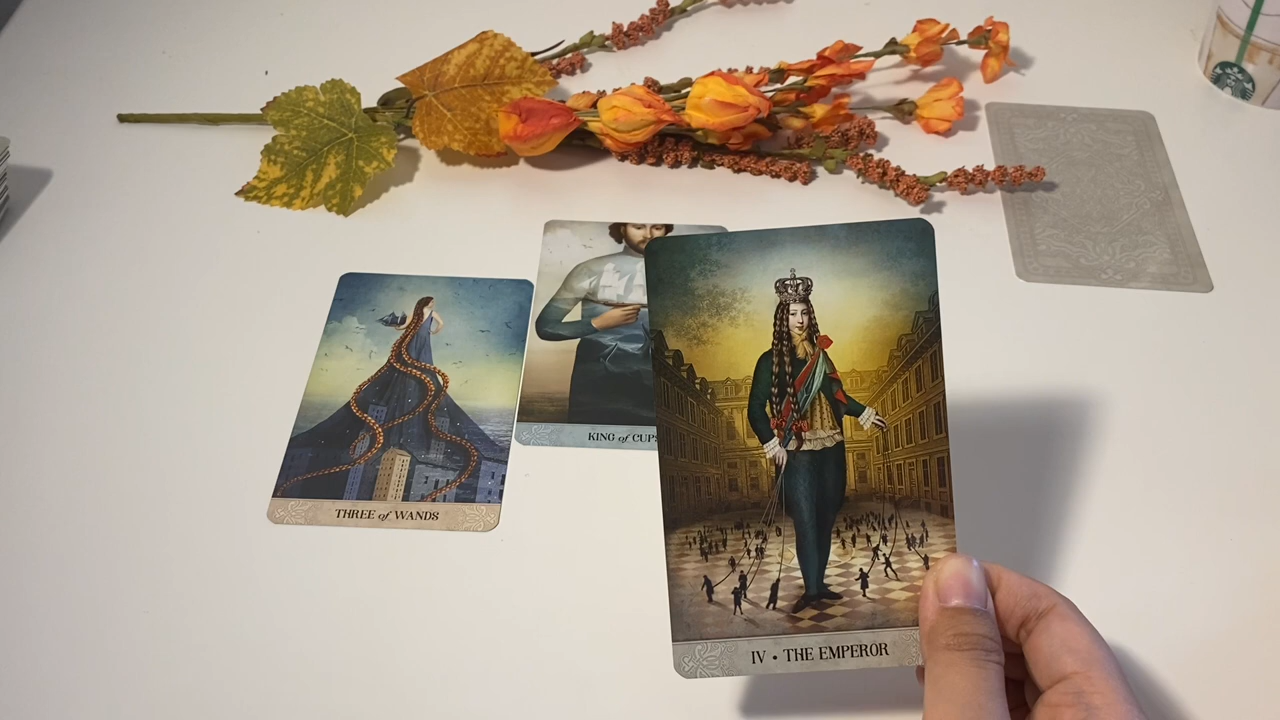 THREE of WANDS
KING of CUPS
IV • THE EMPEROR